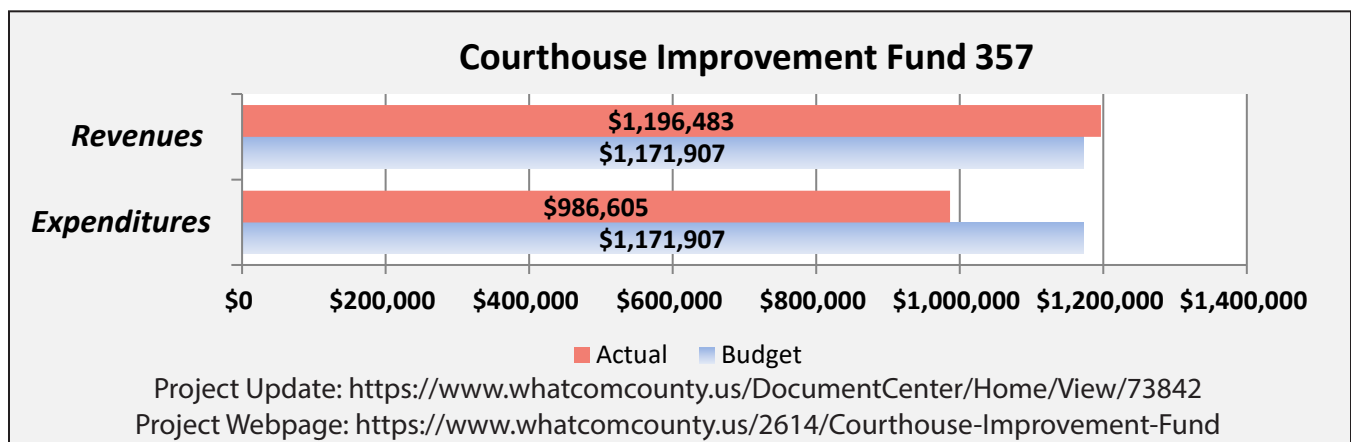 Courthouse Improvement Fund 357
Revenues
$1,196,483
$1,171,907
Expenditures
$986,605
$1,171,907
$0 $200,000 $400,000 $600,000 $800,000 $1,000,000 $1,200,000 $1,400,000
Actual Budget
Project Update: https://www.whatcomcounty.us/DocumentCenter/Home/View/73842
Project Webpage: https://www.whatcomcounty.us/2614/Courthouse-Improvement-Fund